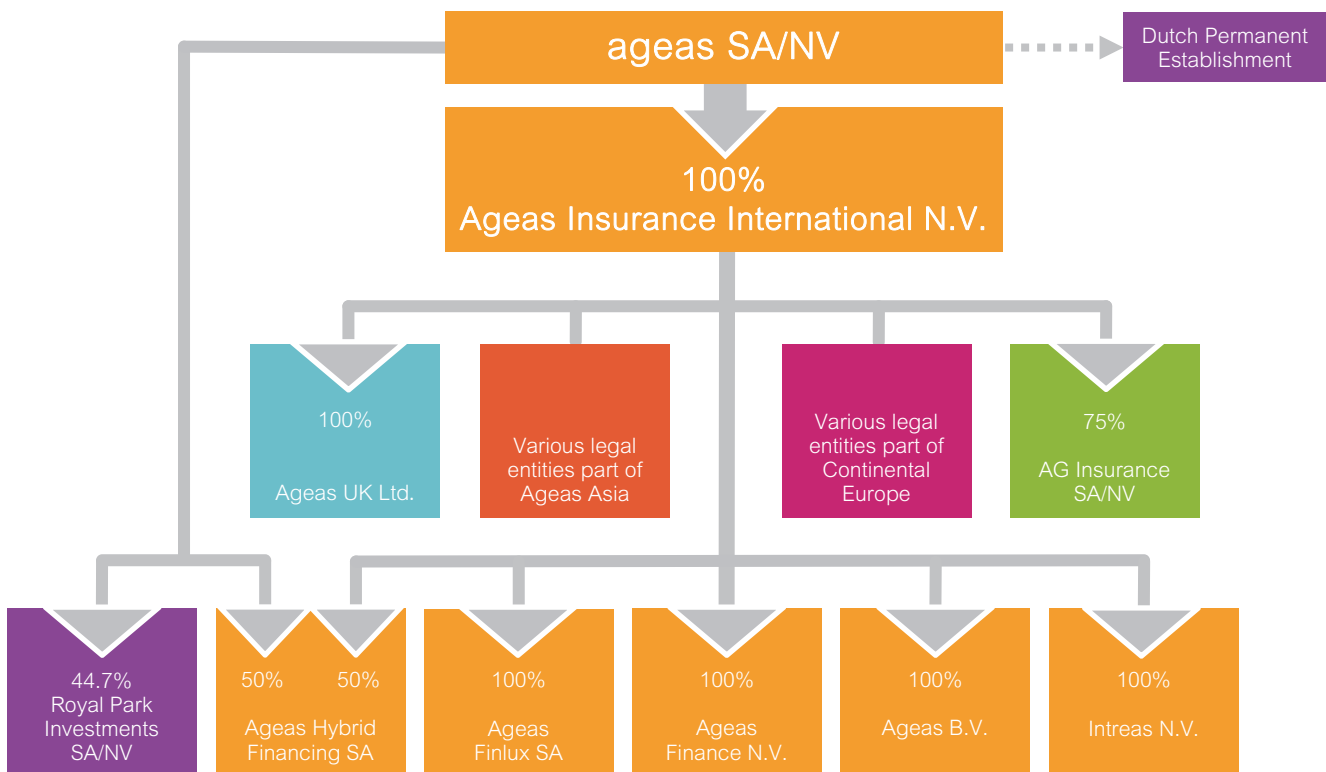 ageas SA/NV
Dutch Permanent
Establishment
100%
Ageas Insurance International N.V.
100%
Ageas UK Ltd.
Various legal
entities part of
Ageas Asia
Various legal
entities part of
Continental
Europe
75%
AG Insurance
SA/NV
44.7%
Royal Park
Investments
SA/NV
50% 50%
Ageas Hybrid
Financing SA
100%
Ageas
Finlux SA
100%
Ageas
Finance N.V.
100%
Ageas B.V.
100%
Intreas N.V.